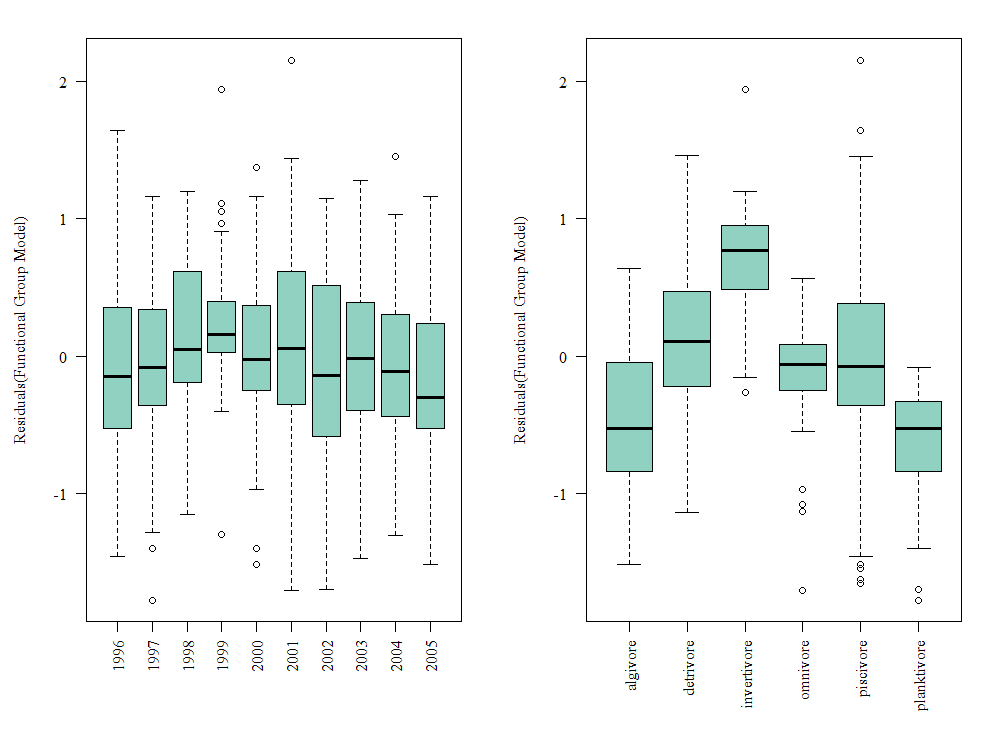 Residuals(Functional Group Model)
2
1
0
-1
1996
1997
1998
1999
2000
2001
2002
2003
2004
2005
Residuals(Functional Group Model)
2
1
0
-1
algivore
detrivore
invertivore
omnivore
piscivore
planktivore